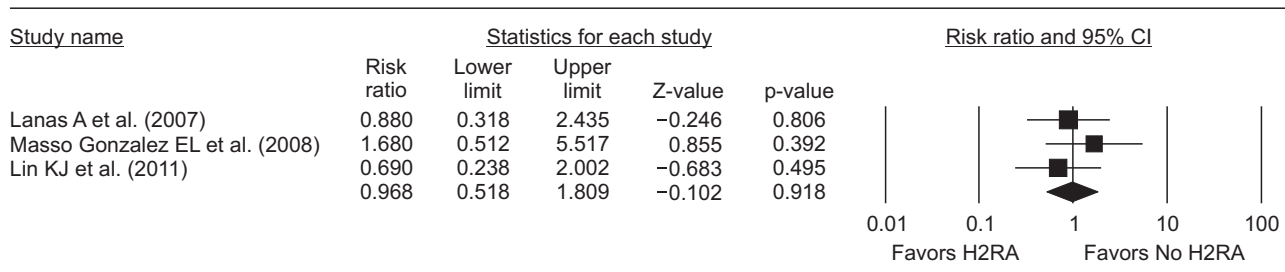 Study name Statistics for each study Risk ratio and 95% CI
Risk ratio Lower limit Upper limit Z-value p-value
Lanas A et al. (2007) 0.880 0.318 2.435 −0.246 0.806
Masso Gonzalez EL et al. (2008) 1.680 0.512 5.517 0.855 0.392
Lin KJ et al. (2011) 0.690 0.238 2.002 −0.683 0.495
0.968 0.518 1.809 −0.102 0.918
0.01 0.1 1 10 100
Favors H2RA Favors No H2RA